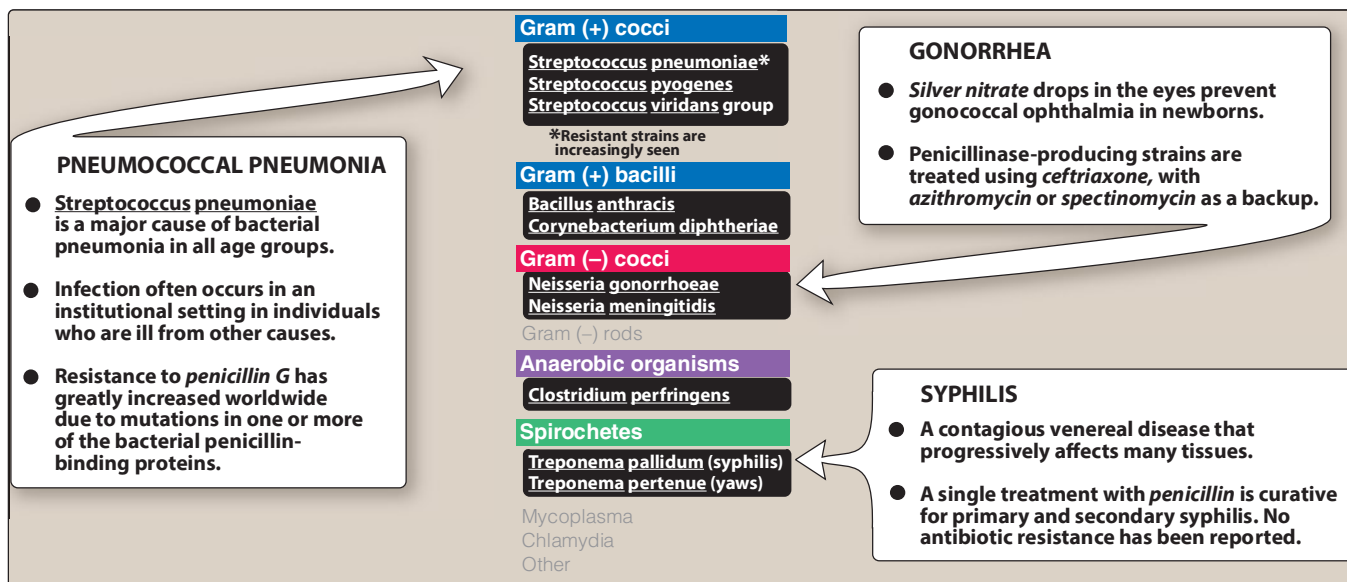 PNEUMOCOCCAL PNEUMONIA
● Streptococcus pneumoniae
is a major cause of bacterial
pneumonia in all age groups.
● Infection often occurs in an
institutional setting in individuals
who are ill from other causes.
● Resistance to penicillin G has
greatly increased worldwide
due to mutations in one or more
of the bacterial penicillin-
binding proteins.
Gram (+) cocci
Streptococcus pneumoniae*
Streptococcus pyogenes
Streptococcus viridans group
*Resistant strains are
increasingly seen
Gram (+) bacilli
Bacillus anthracis
Corynebacterium diphtheriae
Gram (–) cocci
Neisseria gonorrhoeae
Neisseria meningitidis
Gram (–) rods
Anaerobic organisms
Clostridium perfringens
Spirochetes
Treponema pallidum (syphilis)
Treponema pertenue (yaws)
Mycoplasma
Chlamydia
Other
GONORRHEA
● Silver nitrate drops in the eyes prevent
gonococcal ophthalmia in newborns.
● Penicillinase-producing strains are
treated using ceftriaxone, with
azithromycin or spectinomycin as a backup.
SYPHILIS
● A contagious venereal disease that
progressively affects many tissues.
● A single treatment with penicillin is curative
for primary and secondary syphilis. No
antibiotic resistance has been reported.